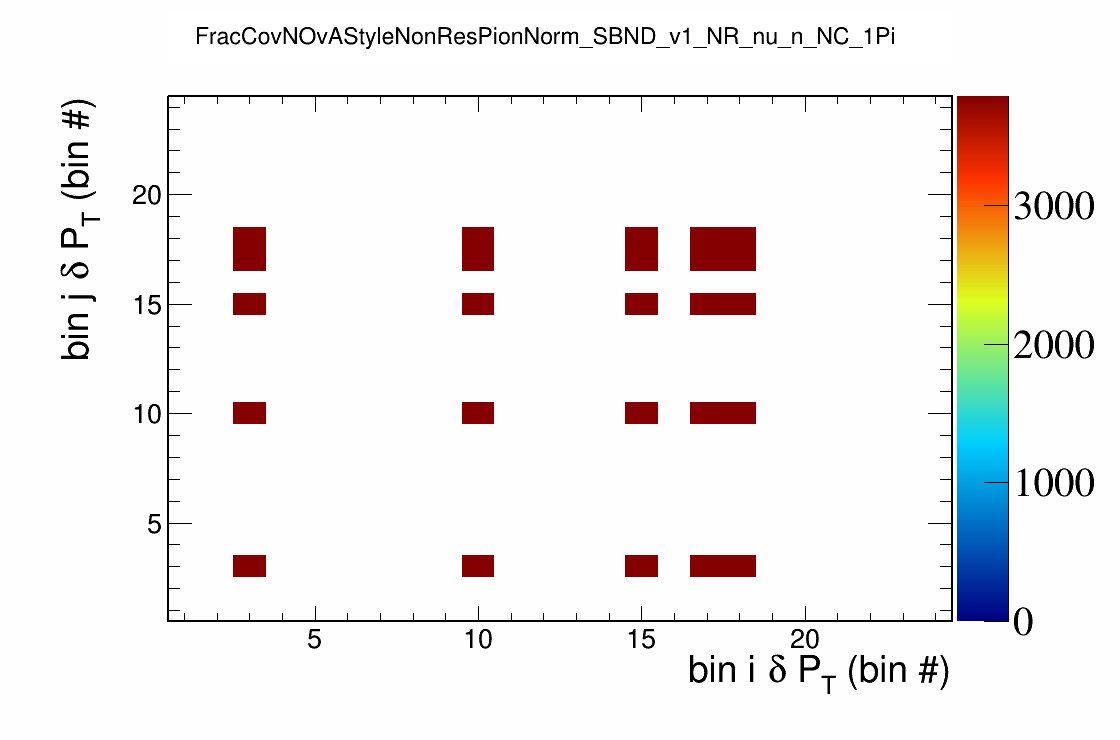 FracCovNOvAStyleNonResPionNorm_SBND_v1_NR_nu_n_NC_1Pi
bin j δ P_T (bin #)
20
15
10
5
5 10 15 20
bin i δ P_T (bin #)
3000
2000
1000
0